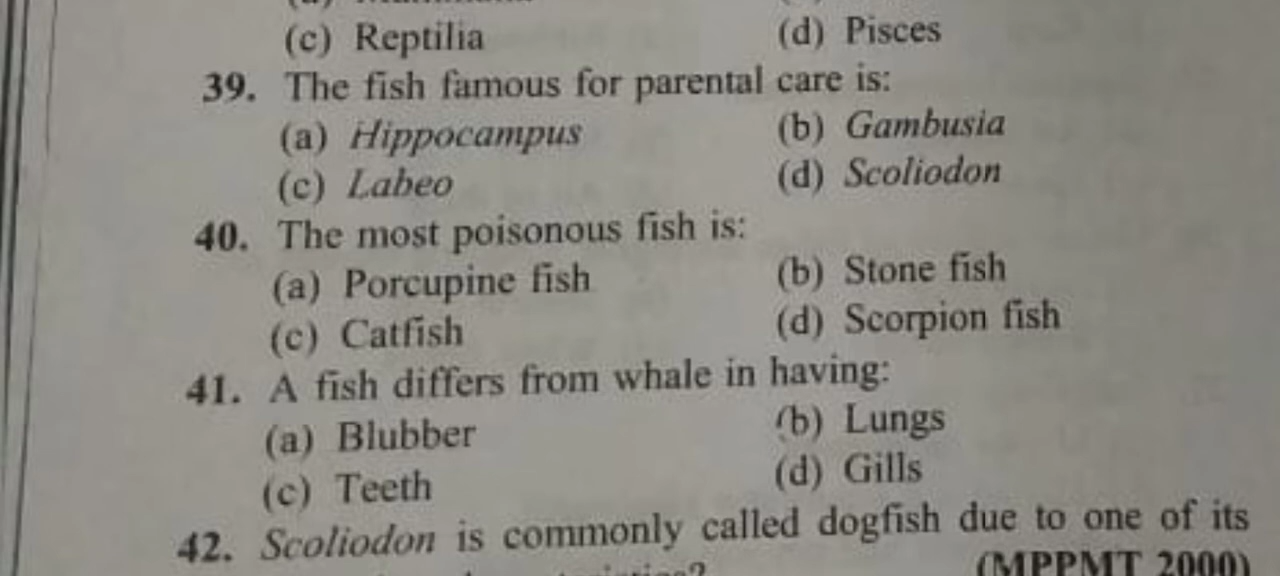 (c) Reptilia (d) Pisces
39. The fish famous for parental care is:
(a) Hippocampus (b) Gambusia
(c) Labeo (d) Scoliodon
40. The most poisonous fish is:
(a) Porcupine fish (b) Stone fish
(c) Catfish (d) Scorpion fish
41. A fish differs from whale in having:
(a) Blubber (b) Lungs
(c) Teeth (d) Gills
42. Scoliodon is commonly called dogfish due to one of its
(MPPMT 2000)